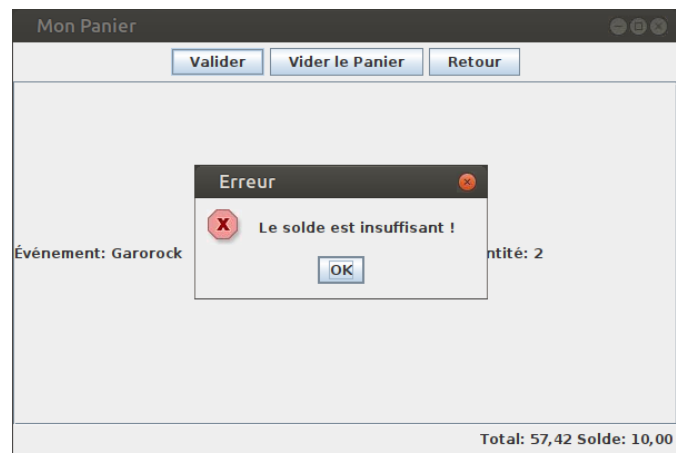 Mon Panier
Valider Vider le Panier Retour
Erreur
Le solde est insuffisant !
OK
Événement: Garorock ntité: 2
Total: 57,42 Solde: 10,00